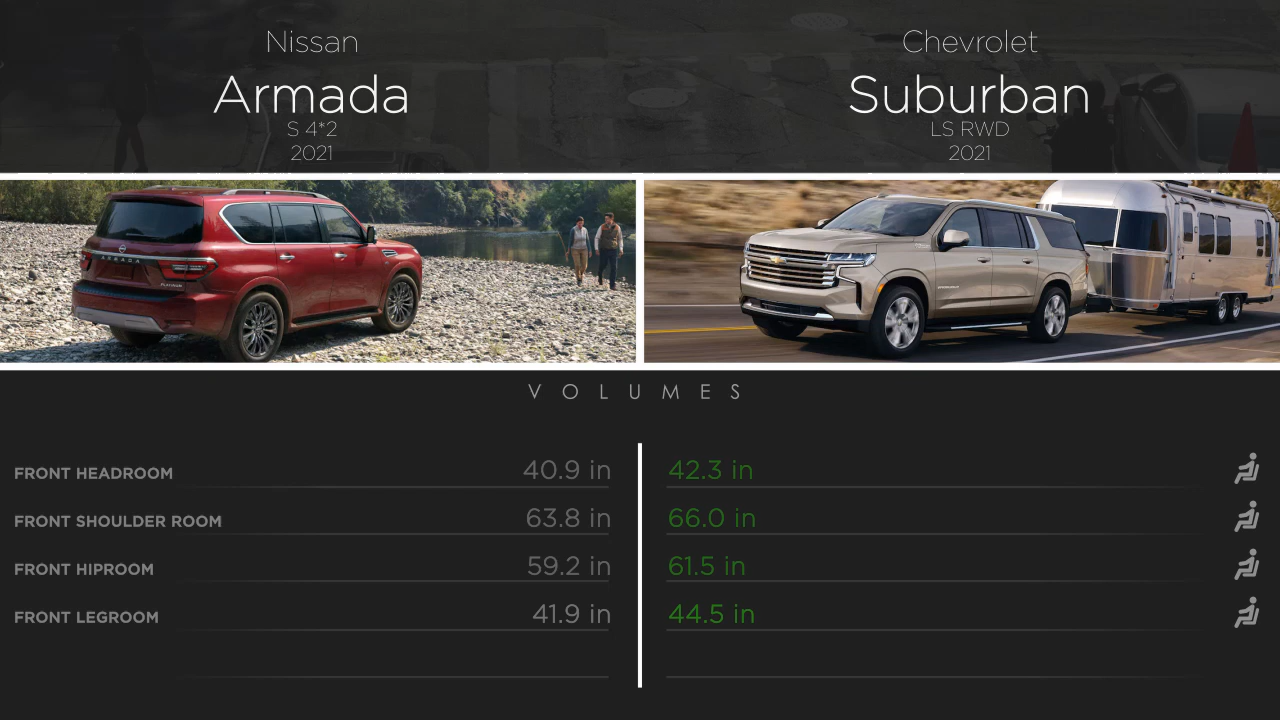 Nissan
Armada
S 4*2
2021
Chevrolet
Suburban
LS RWD
2021
ARMADA
PLATINUM
VOLUMES
FRONT HEADROOM 40.9 in 42.3 in
FRONT SHOULDER ROOM 63.8 in 66.0 in
FRONT HIPROOM 59.2 in 61.5 in
FRONT LEGROOM 41.9 in 44.5 in